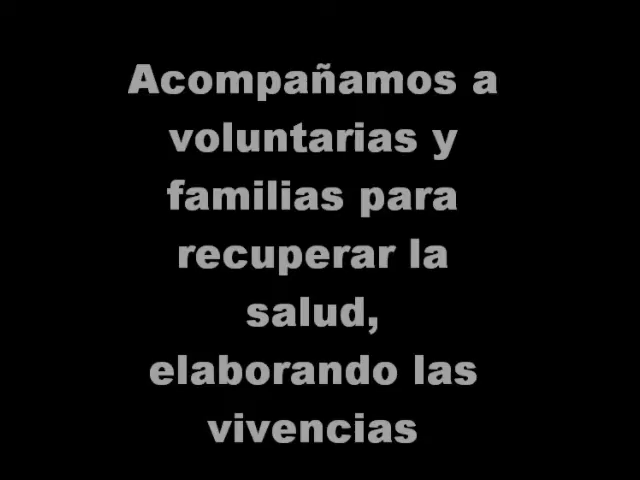 Acompañamos a
voluntarias y
familias para
recuperar la
salud,
elaborando las
vivencias